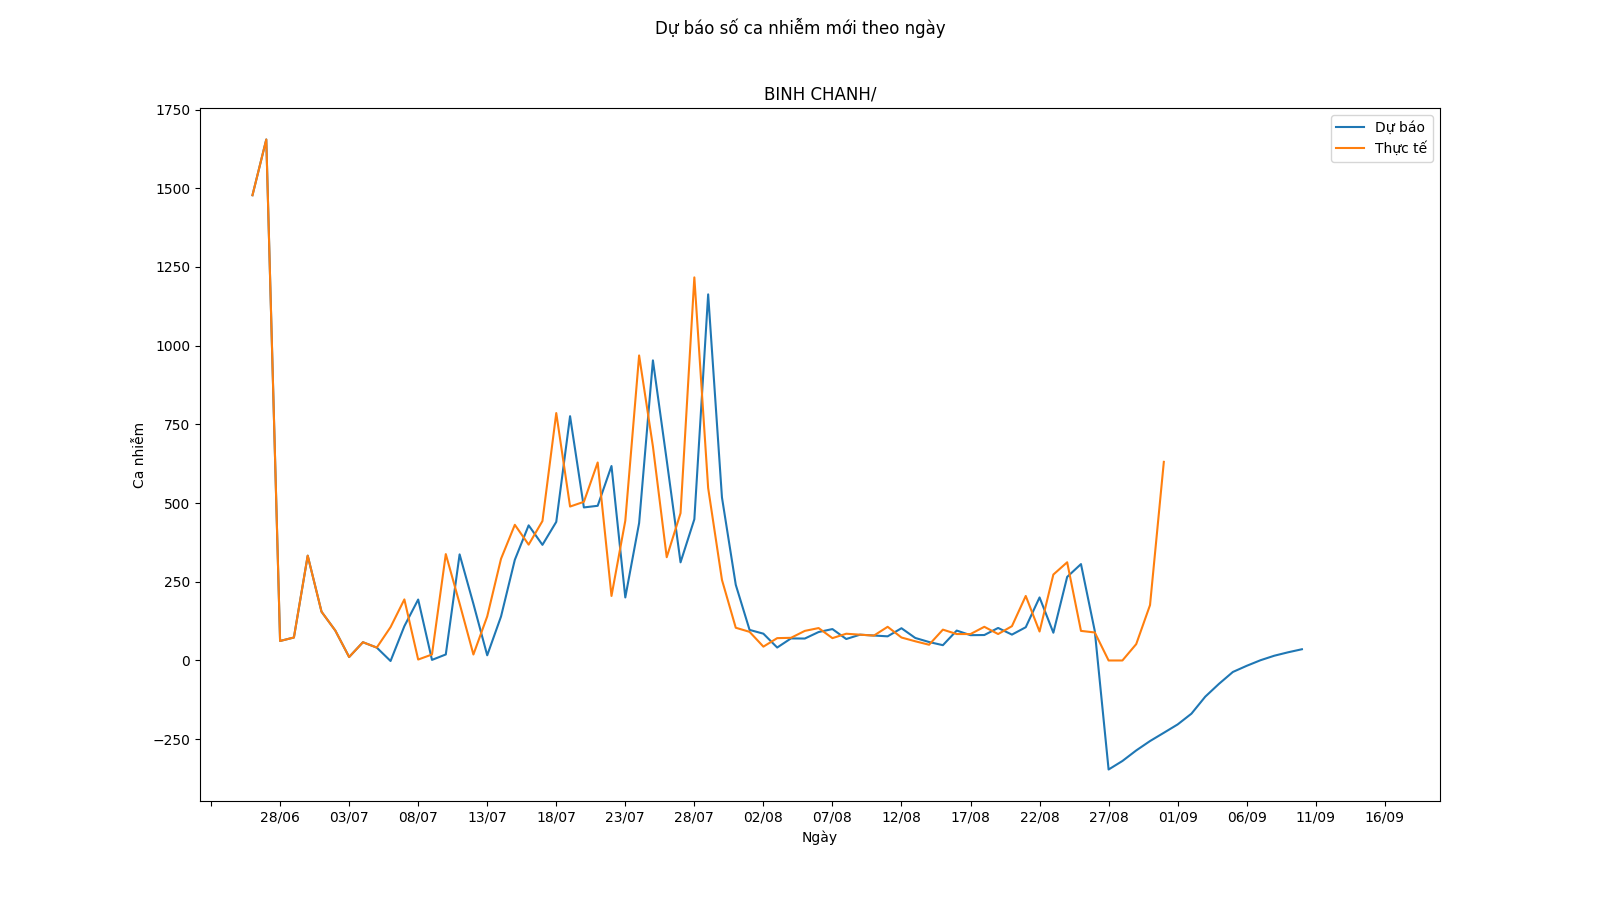 Dự báo số ca nhiễm mới theo ngày
BINH CHANH/
Dự báo
Thực tế
1750
1500
1250
1000
750
500
250
0
−250
Ca nhiễm
28/06 03/07 08/07 13/07 18/07 23/07 28/07 02/08 07/08 12/08 17/08 22/08 27/08 01/09 06/09 11/09 16/09
Ngày